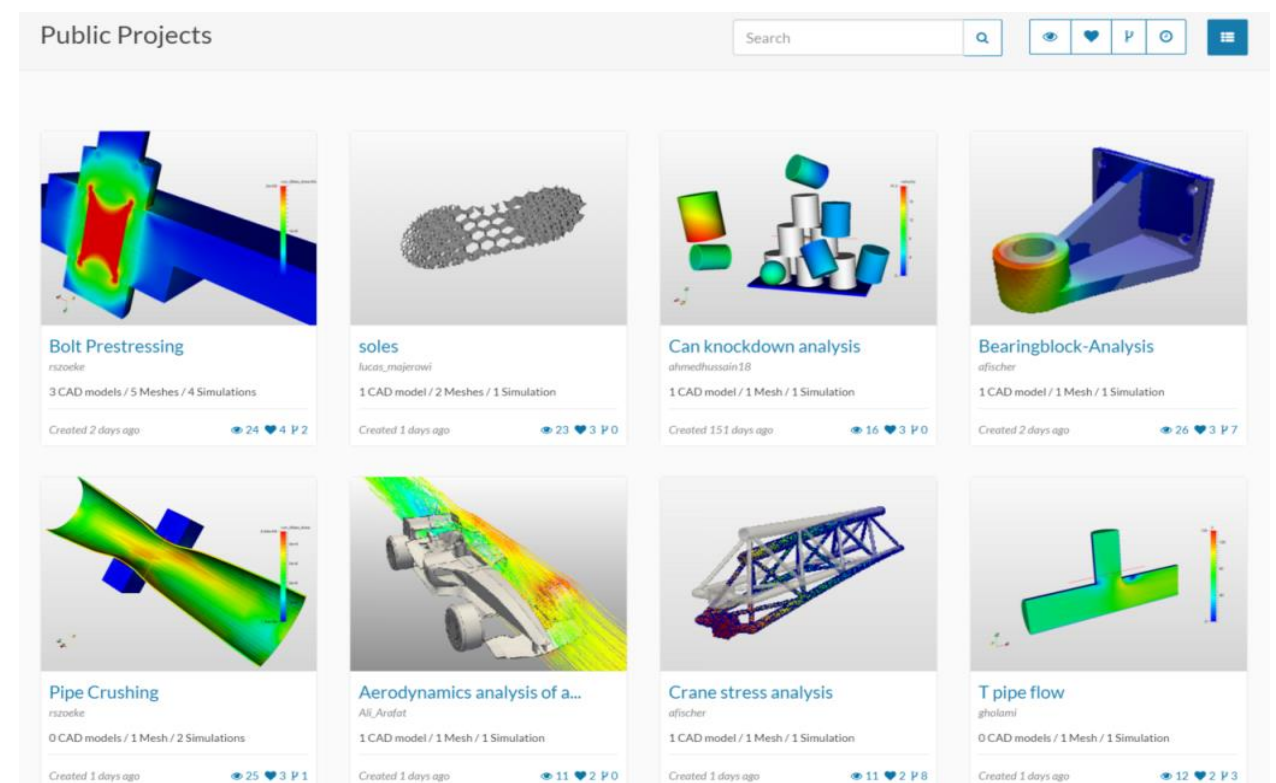 Public Projects
Search
Bolt Prestressing
rszoeke
3 CAD models / 5 Meshes / 4 Simulations
Created 2 days ago 24 4 2
soles
lucas_majerowi
1 CAD model / 2 Meshes / 1 Simulation
Created 1 days ago 23 3 0
Can knockdown analysis
ahmedhussain18
1 CAD model / 1 Mesh / 1 Simulation
Created 151 days ago 16 3 0
Bearingblock-Analysis
afischer
1 CAD model / 1 Mesh / 1 Simulation
Created 2 days ago 26 3 7
Pipe Crushing
rszoeke
0 CAD models / 1 Mesh / 2 Simulations
Created 1 days ago 25 3 1
Aerodynamics analysis of a...
Ali_Arafat
1 CAD model / 1 Mesh / 1 Simulation
Created 1 days ago 11 2 0
Crane stress analysis
afischer
1 CAD model / 1 Mesh / 1 Simulation
Created 1 days ago 11 2 8
T pipe flow
gholami
0 CAD models / 1 Mesh / 1 Simulation
Created 1 days ago 12 2 3